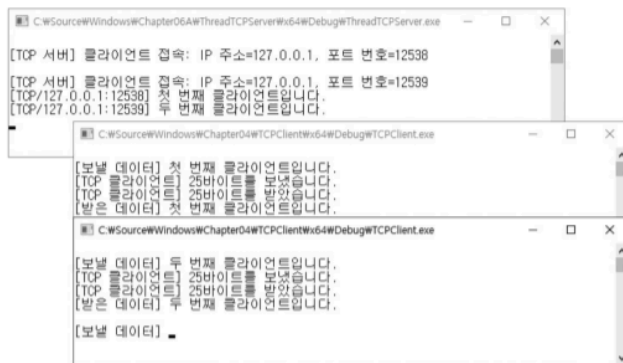 C:₩Source₩Windows₩Chapter06A₩ThreadTCPServer₩x64₩Debug₩ThreadTCPServer.exe
[TCP 서버] 클라이언트 접속: IP 주소=127.0.0.1, 포트 번호=12538
[TCP 서버] 클라이언트 접속: IP 주소=127.0.0.1, 포트 번호=12539
[TCP/127.0.0.1:12538] 첫 번째 클라이언트입니다.
[TCP/127.0.0.1:12539] 두 번째 클라이언트입니다.
C:₩Source₩Windows₩Chapter04₩TCPClient₩x64₩Debug₩TCPClient.exe
[보낼 데이터] 첫 번째 클라이언트입니다.
[TCP 클라이언트] 25바이트를 보냈습니다.
[TCP 클라이언트] 25바이트를 받았습니다.
[받은 데이터] 첫 번째 클라이언트입니다.
C:₩Source₩Windows₩Chapter04₩TCPClient₩x64₩Debug₩TCPClient.exe
[보낼 데이터] 두 번째 클라이언트입니다.
[TCP 클라이언트] 25바이트를 보냈습니다.
[TCP 클라이언트] 25바이트를 받았습니다.
[받은 데이터] 두 번째 클라이언트입니다.
[보낼 데이터]